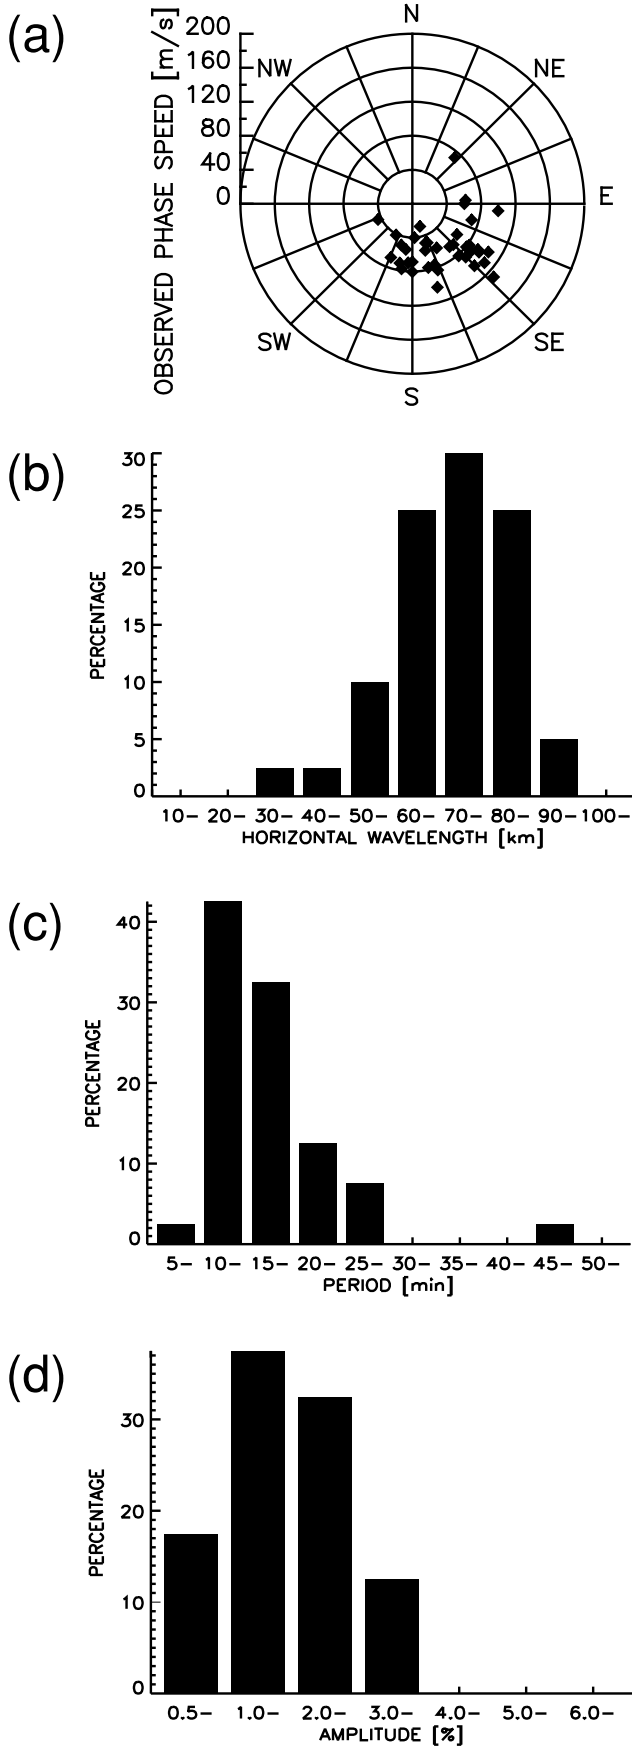 (a)
OBSERVED PHASE SPEED [m/s]
200
160
120
80
40
0
N
NW
NE
E
SW
SE
S
(b)
PERCENTAGE
30
25
20
15
10
5
0
10- 20- 30- 40- 50- 60- 70- 80- 90- 100-
HORIZONTAL WAVELENGTH [km]
(c)
PERCENTAGE
40
30
20
10
0
5- 10- 15- 20- 25- 30- 35- 40- 45- 50-
PERIOD [min]
(d)
PERCENTAGE
30
20
10
0
0.5- 1.0- 2.0- 3.0- 4.0- 5.0- 6.0-
AMPLITUDE [%]